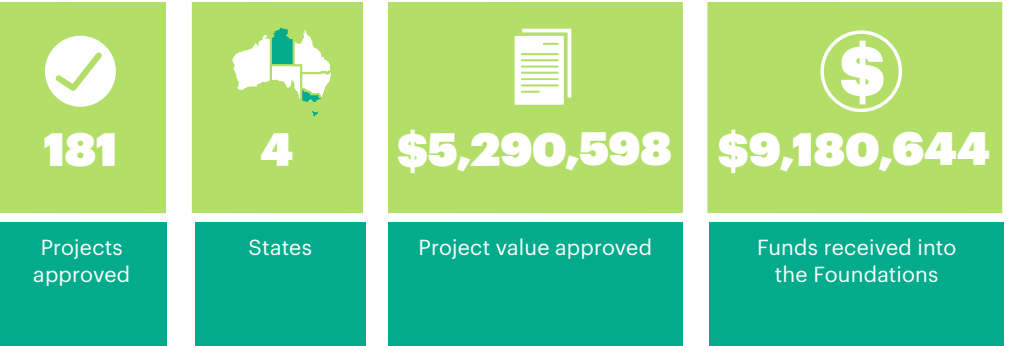 181
Projects
approved
4
States
$5,290,598
Project value approved
$9,180,644
Funds received into
the Foundations